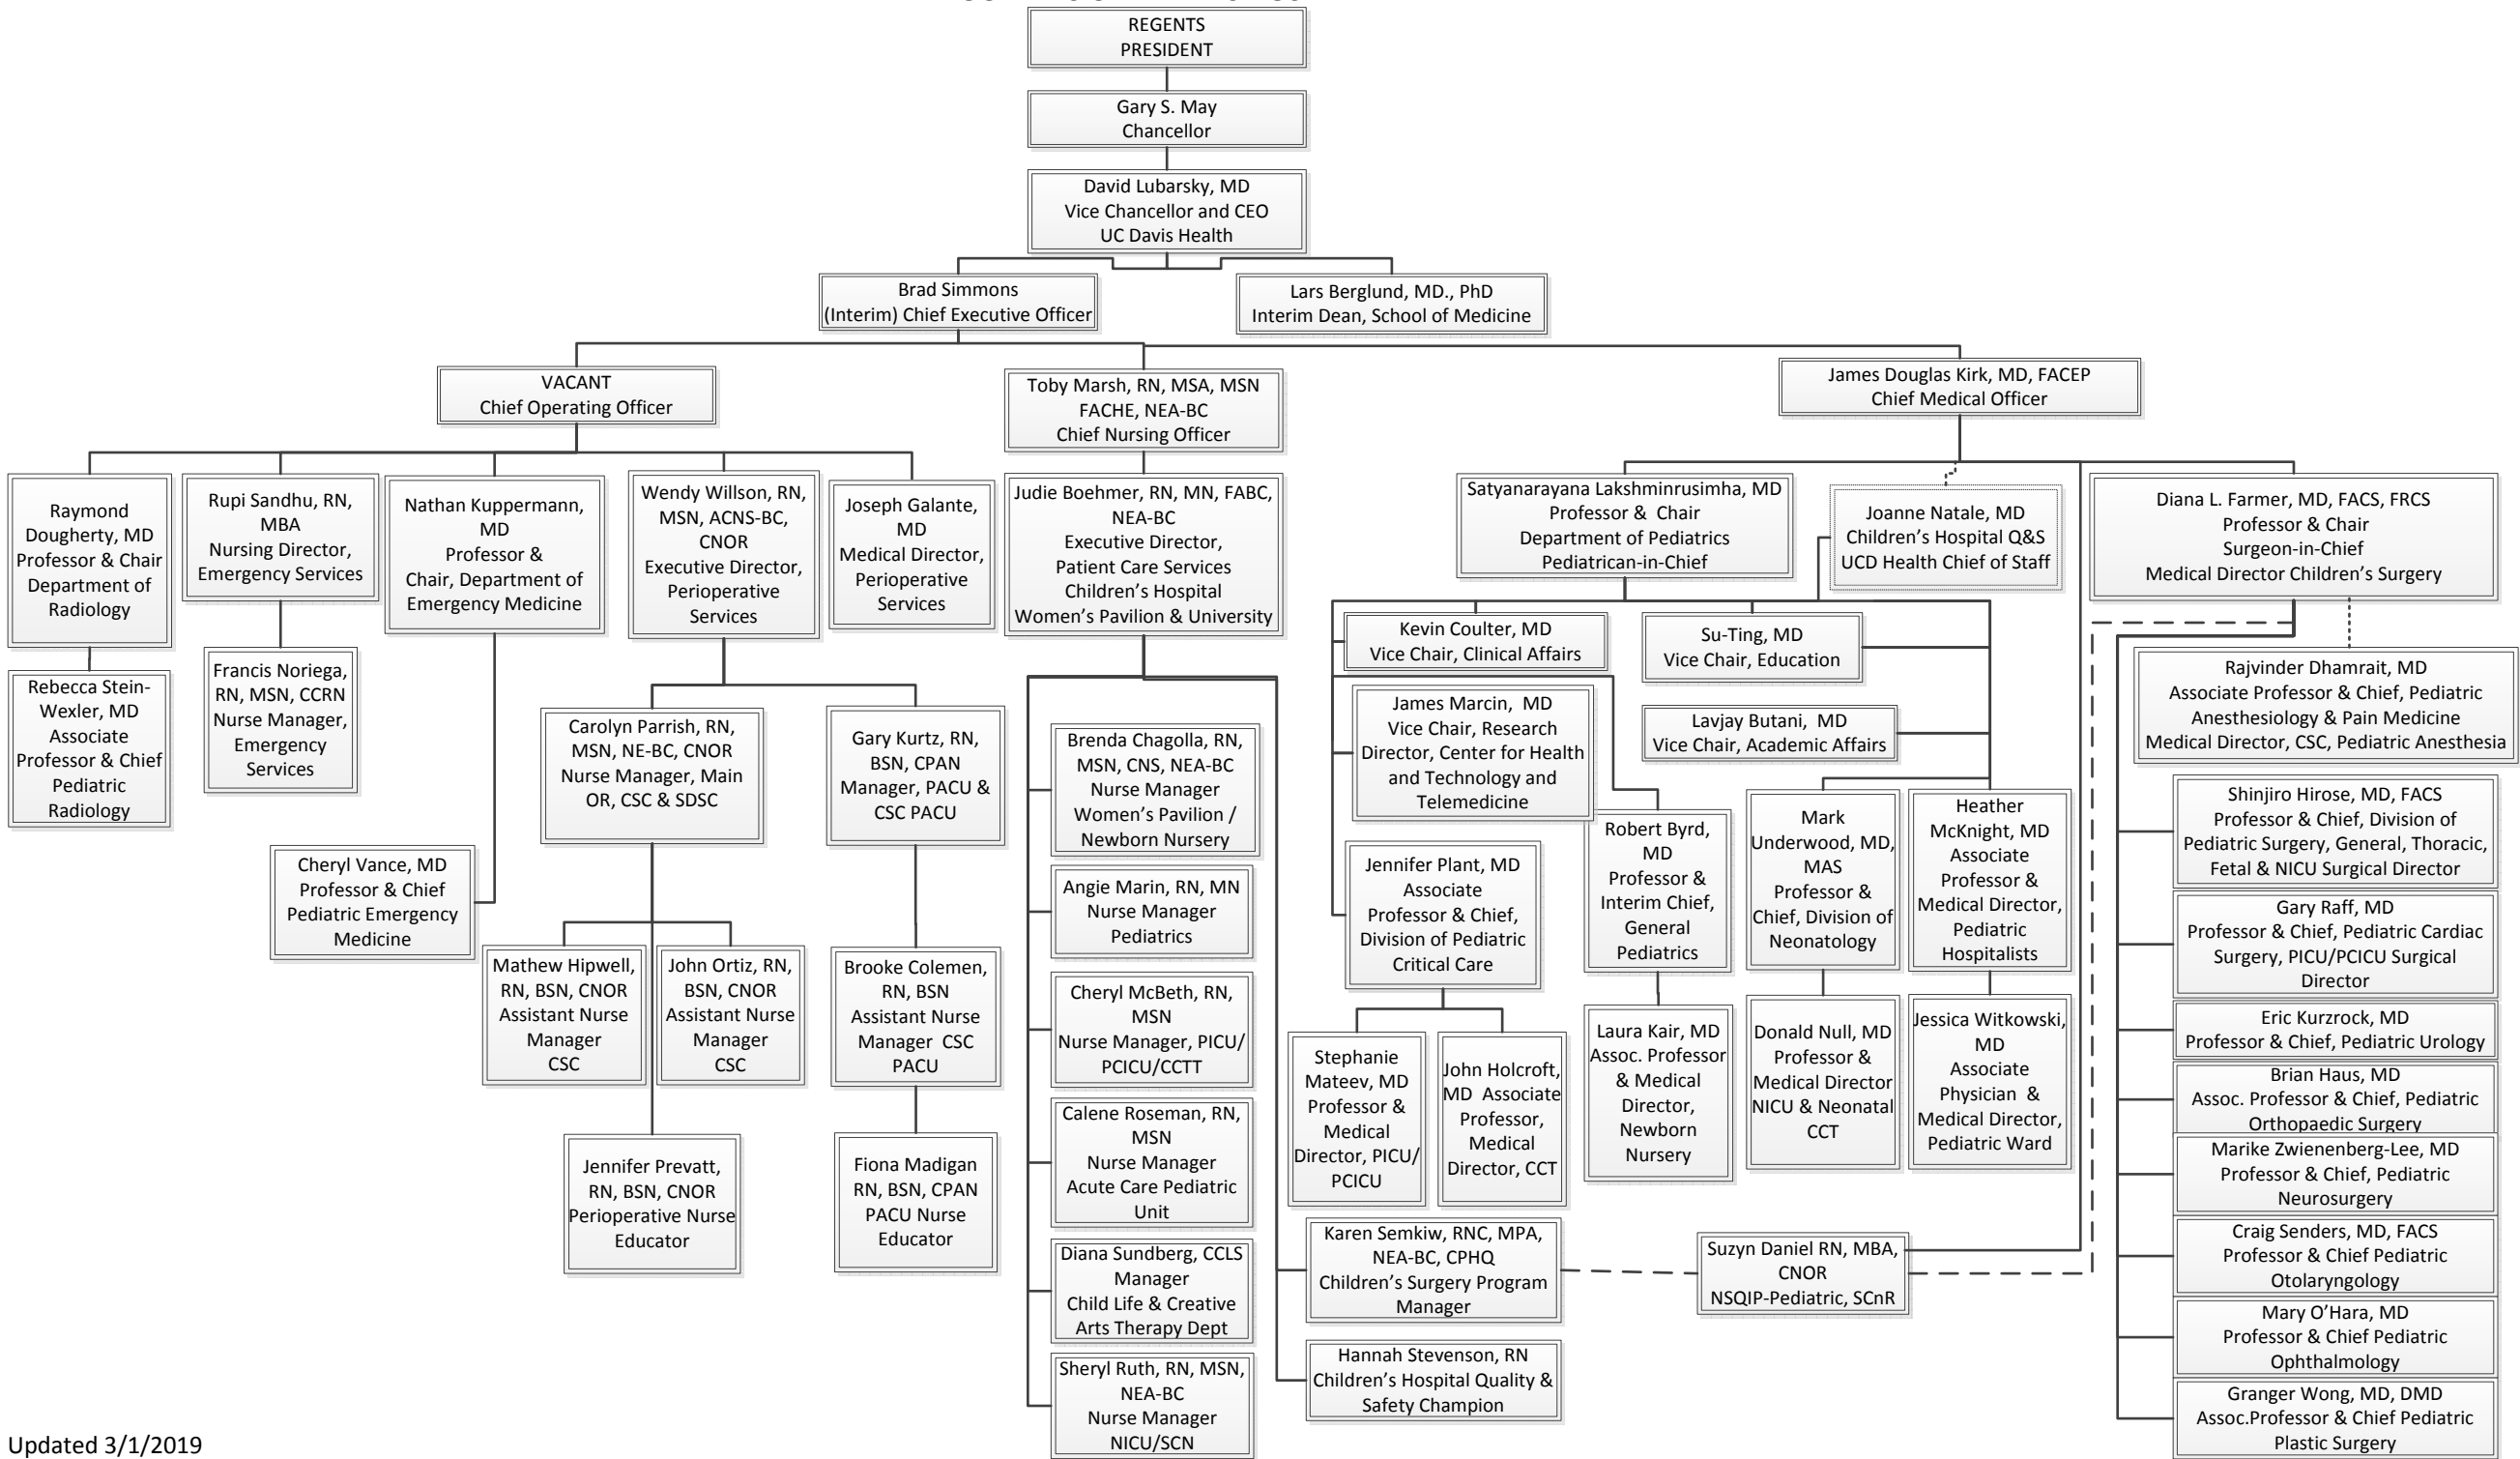 REGENTS
PRESIDENT
Gary S. May
Chancellor
David Lubarsky, MD
Vice Chancellor and CEO
UC Davis Health
Brad Simmons
(Interim) Chief Executive Officer
Lars Berglund, MD., PhD
Interim Dean, School of Medicine
VACANT
Chief Operating Officer
Toby Marsh, RN, MSA, MSN
FACHE, NEA-BC
Chief Nursing Officer
James Douglas Kirk, MD, FACEP
Chief Medical Officer
Raymond
Dougherty, MD
Professor & Chair
Department of
Radiology
Rupi Sandhu, RN,
MBA
Nursing Director,
Emergency Services
Nathan Kuppermann,
MD
Professor &
Chair, Department of
Emergency Medicine
Wendy Willson, RN,
MSN, ACNS-BC,
CNOR
Executive Director,
Perioperative
Services
Joseph Galante,
MD
Medical Director,
Perioperative
Services
Judie Boehmer, RN, MN, FABC,
NEA-BC
Executive Director,
Patient Care Services
Children's Hospital
Women's Pavilion & University
Satyanarayana Lakshminrusimha, MD
Professor & Chair
Department of Pediatrics
Pediatrican-in-Chief
Joanne Natale, MD
Children's Hospital Q&S
UCD Health Chief of Staff
Diana L. Farmer, MD, FACS, FRCS
Professor & Chair
Surgeon-in-Chief
Medical Director Children's Surgery
Rebecca Stein-
Wexler, MD
Associate
Professor & Chief
Pediatric
Radiology
Francis Noriega,
RN, MSN, CCRN
Nurse Manager,
Emergency
Services
Cheryl Vance, MD
Professor & Chief
Pediatric Emergency
Medicine
Carolyn Parrish, RN,
MSN, NE-BC, CNOR
Nurse Manager, Main
OR, CSC & SDSC
Gary Kurtz, RN,
BSN, CPAN
Manager, PACU &
CSC PACU
Mathew Hipwell,
RN, BSN, CNOR
Assistant Nurse
Manager
CSC
John Ortiz, RN,
BSN, CNOR
Assistant Nurse
Manager
CSC
Brooke Colemen,
RN, BSN
Assistant Nurse
Manager CSC
PACU
Jennifer Prevatt,
RN, BSN, CNOR
Perioperative Nurse
Educator
Fiona Madigan
RN, BSN, CPAN
PACU Nurse
Educator
Brenda Chagolla, RN,
MSN, CNS, NEA-BC
Nurse Manager
Women's Pavilion /
Newborn Nursery
Angie Marin, RN, MN
Nurse Manager
Pediatrics
Cheryl McBeth, RN,
MSN
Nurse Manager, PICU/
PCICU/CCTT
Calene Roseman, RN,
MSN
Nurse Manager
Acute Care Pediatric
Unit
Diana Sundberg, CCLS
Manager
Child Life & Creative
Arts Therapy Dept
Sheryl Ruth, RN, MSN,
NEA-BC
Nurse Manager
NICU/SCN
Kevin Coulter, MD
Vice Chair, Clinical Affairs
Su-Ting, MD
Vice Chair, Education
James Marcin, MD
Vice Chair, Research
Director, Center for Health
and Technology and
Telemedicine
Lavjay Butani, MD
Vice Chair, Academic Affairs
Jennifer Plant, MD
Associate
Professor & Chief,
Division of Pediatric
Critical Care
Robert Byrd,
MD
Professor &
Interim Chief,
General
Pediatrics
Mark
Underwood, MD,
MAS
Professor &
Chief, Division of
Neonatology
Heather
McKnight, MD
Associate
Professor &
Medical Director,
Pediatric
Hospitalists
Stephanie
Mateev, MD
Professor &
Medical
Director, PICU/
PCICU
John Holcroft,
MD Associate
Professor,
Medical
Director, CCT
Laura Kair, MD
Assoc. Professor
& Medical
Director,
Newborn
Nursery
Donald Null, MD
Professor &
Medical Director
NICU & Neonatal
CCT
Jessica Witkowski,
MD
Associate
Physician &
Medical Director,
Pediatric Ward
Karen Semkiw, RNC, MPA,
NEA-BC, CPHQ
Children's Surgery Program
Manager
Suzyn Daniel RN, MBA,
CNOR
NSQIP-Pediatric, SCnR
Hannah Stevenson, RN
Children's Hospital Quality &
Safety Champion
Rajvinder Dhamrait, MD
Associate Professor & Chief, Pediatric
Anesthesiology & Pain Medicine
Medical Director, CSC, Pediatric Anesthesia
Shinjiro Hirose, MD, FACS
Professor & Chief, Division of
Pediatric Surgery, General, Thoracic,
Fetal & NICU Surgical Director
Gary Raff, MD
Professor & Chief, Pediatric Cardiac
Surgery, PICU/PCICU Surgical
Director
Eric Kurzrock, MD
Professor & Chief, Pediatric Urology
Brian Haus, MD
Assoc. Professor & Chief, Pediatric
Orthopaedic Surgery
Marike Zwienenberg-Lee, MD
Professor & Chief, Pediatric
Neurosurgery
Craig Senders, MD, FACS
Professor & Chief Pediatric
Otolaryngology
Mary O'Hara, MD
Professor & Chief Pediatric
Ophthalmology
Granger Wong, MD, DMD
Assoc.Professor & Chief Pediatric
Plastic Surgery
Updated 3/1/2019